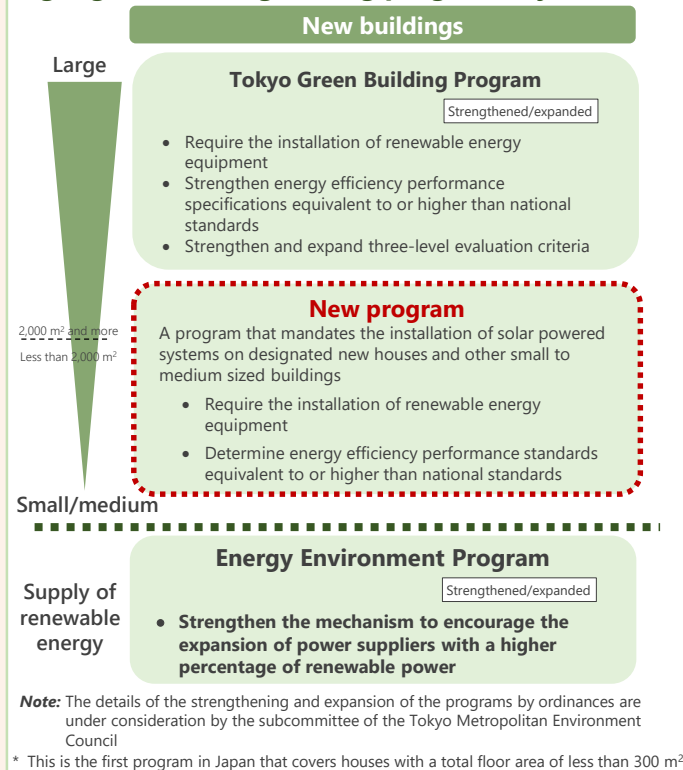 New buildings
Large
Tokyo Green Building Program
Strengthened/expanded
• Require the installation of renewable energy
equipment
• Strengthen energy efficiency performance
specifications equivalent to or higher than national
standards
• Strengthen and expand three-level evaluation criteria
New program
2,000 m² and more
Less than 2,000 m²
A program that mandates the installation of solar powered
systems on designated new houses and other small to
medium sized buildings
• Require the installation of renewable energy
equipment
• Determine energy efficiency performance standards
equivalent to or higher than national standards
Small/medium
Energy Environment Program
Strengthened/expanded
Supply of
renewable
energy
• Strengthen the mechanism to encourage the
expansion of power suppliers with a higher
percentage of renewable power
Note: The details of the strengthening and expansion of the programs by ordinances are
under consideration by the subcommittee of the Tokyo Metropolitan Environment
Council
* This is the first program in Japan that covers houses with a total floor area of less than 300 m²